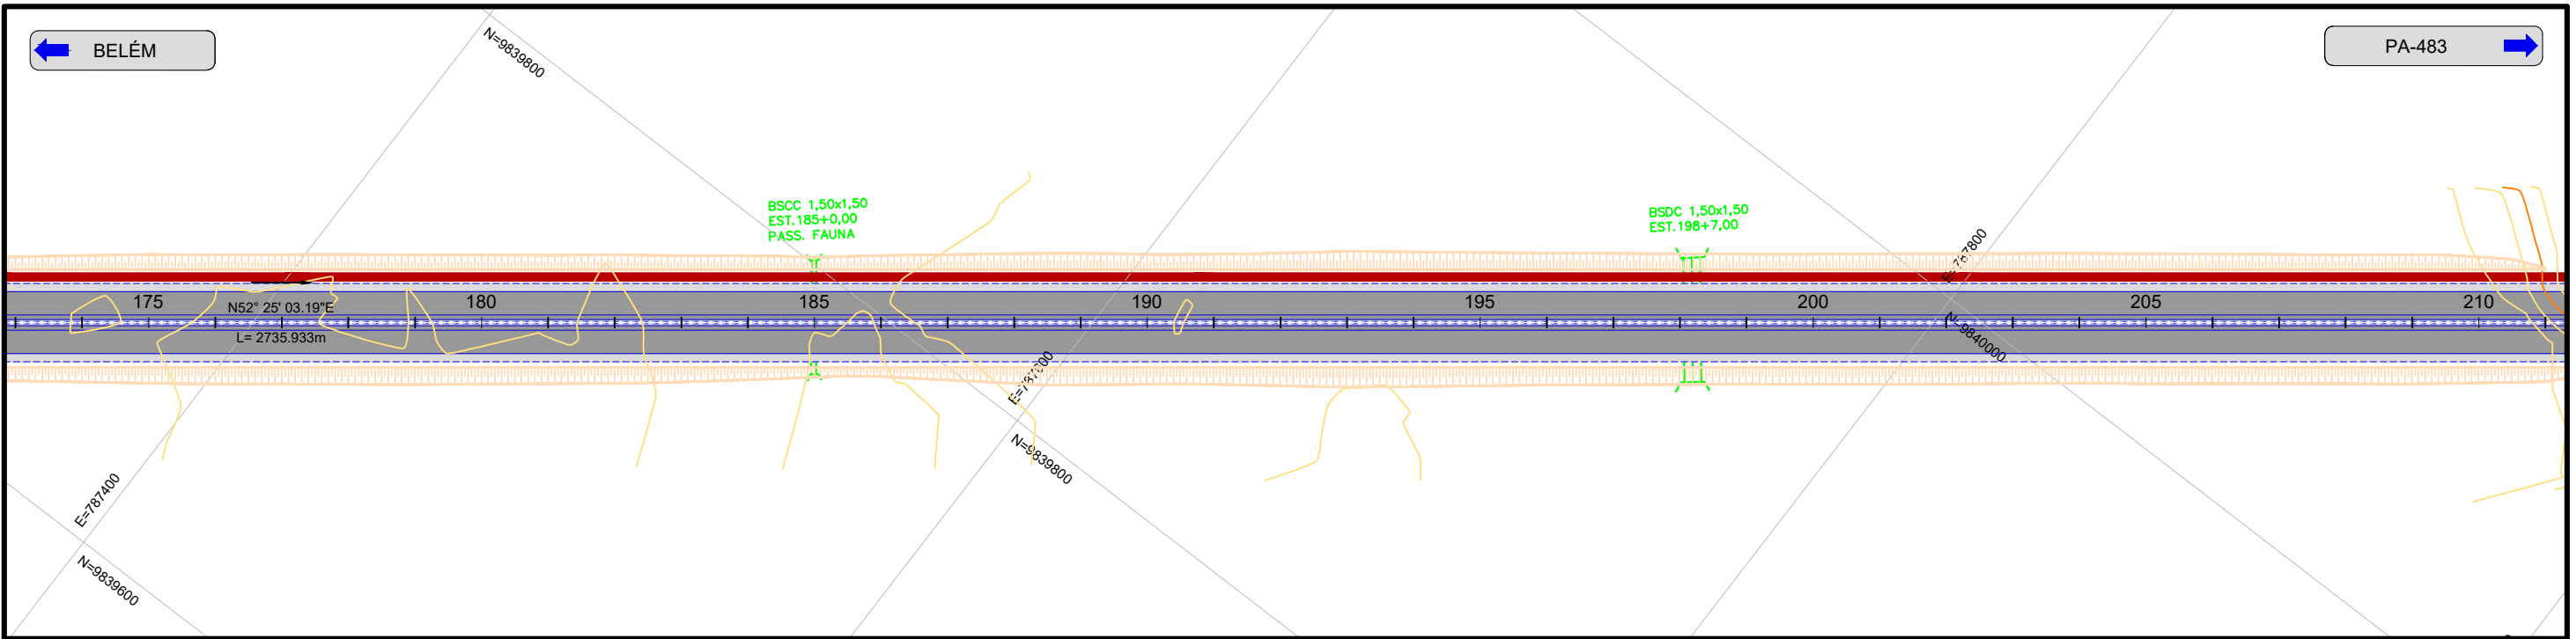 BELÉM
PA-483
N=9839800
BSCC 1,50x1,50
EST.185+0,00
PASS. FAUNA
BSDC 1,50x1,50
EST.198+7,00
E=787800
175
180
185
190
195
200
205
210
N52° 25' 03.19"E
L= 2735.933m
N=9840000
E=787600
N=9839800
E=787400
N=9839600